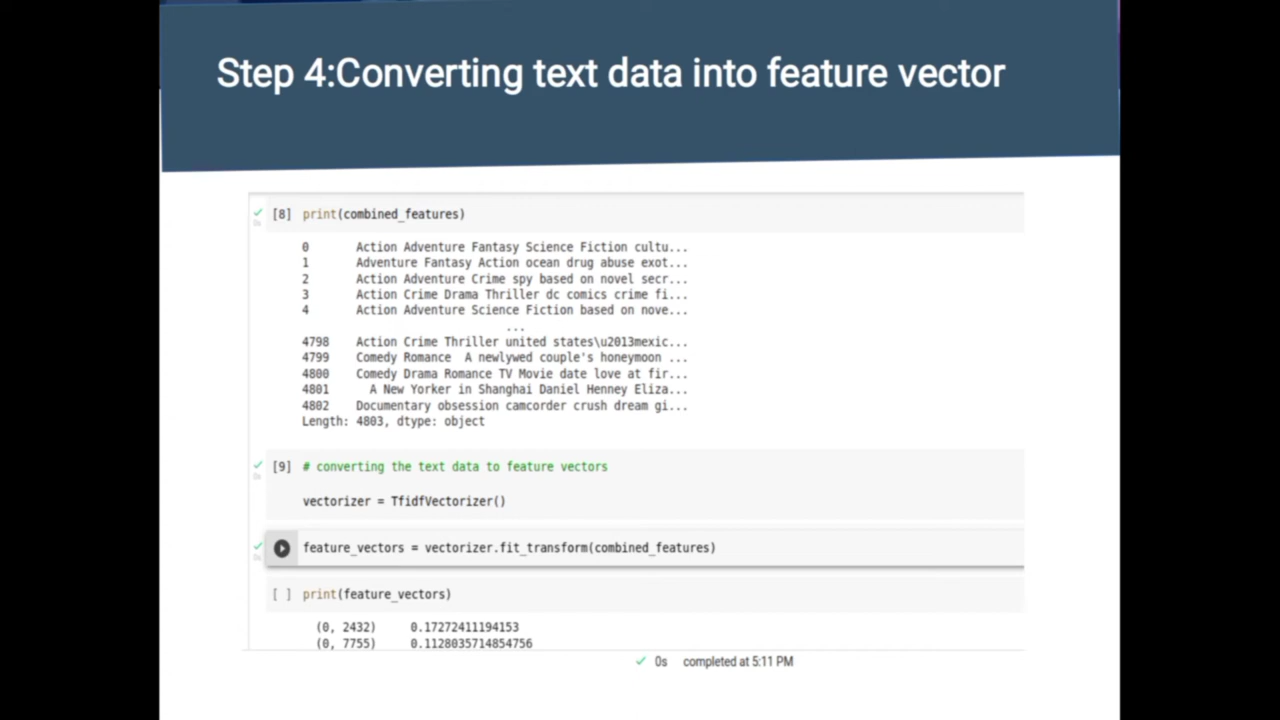 Step 4:Converting text data into feature vector
[8] print(combined_features)
0 Action Adventure Fantasy Science Fiction cultu...
1 Adventure Fantasy Action ocean drug abuse exot...
2 Action Adventure Crime spy based on novel secr...
3 Action Crime Drama Thriller dc comics crime fi...
4 Action Adventure Science Fiction based on nove...
...
4798 Action Crime Thriller united states\u2013mexic...
4799 Comedy Romance  A newlywed couple's honeymoon ...
4800 Comedy Drama Romance TV Movie date love at fir...
4801 A New Yorker in Shanghai Daniel Henney Eliza...
4802 Documentary obsession camcorder crush dream gi...
Length: 4803, dtype: object
[9] # converting the text data to feature vectors
vectorizer = TfidfVectorizer()
feature_vectors = vectorizer.fit_transform(combined_features)
[ ] print(feature_vectors)
(0, 2432) 0.17272411194153
(0, 7755) 0.1128035714854756
0s completed at 5:11 PM